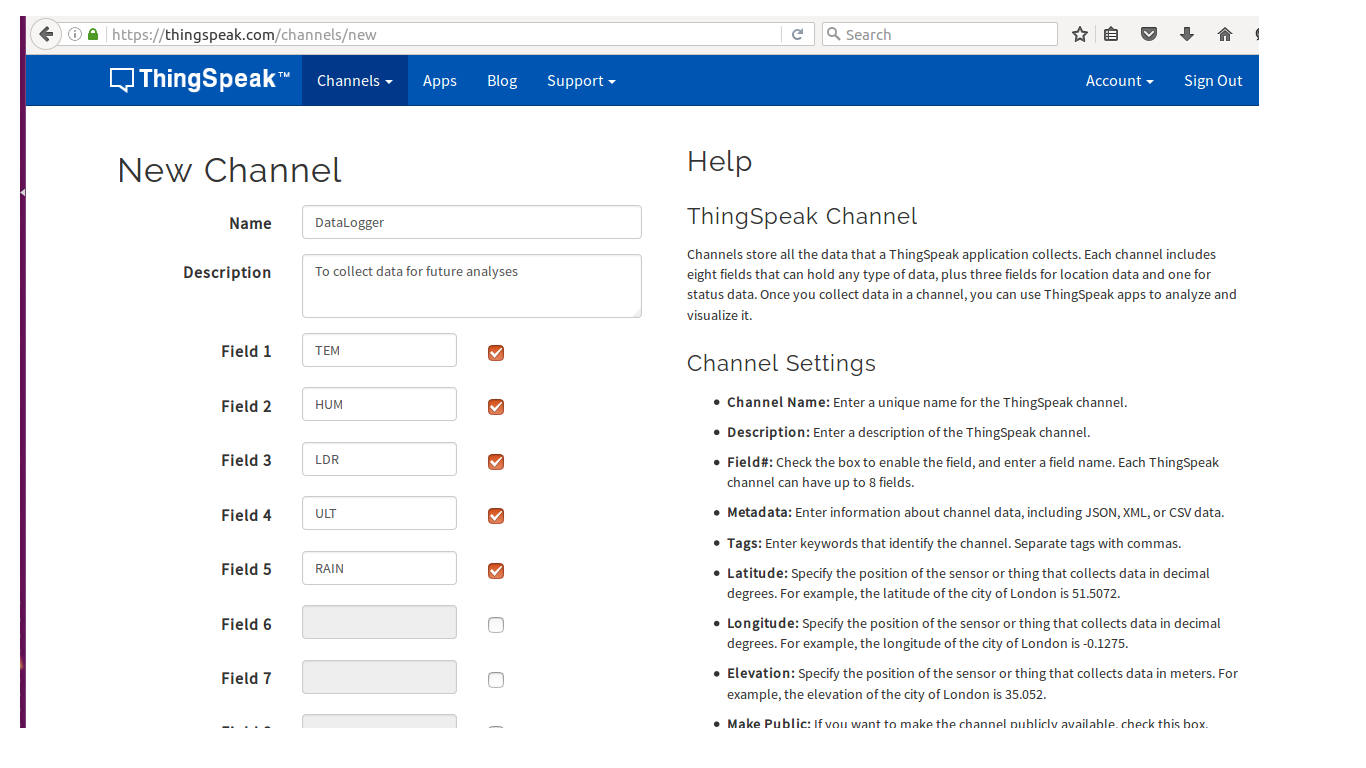 https://thingspeak.com/channels/new
Search
ThingSpeak™
Channels
Apps
Blog
Support
Account
Sign Out
New Channel
Name
DataLogger
Description
To collect data for future analyses
Field 1
TEM
Field 2
HUM
Field 3
LDR
Field 4
ULT
Field 5
RAIN
Field 6
Field 7
Help
ThingSpeak Channel
Channels store all the data that a ThingSpeak application collects. Each channel includes
eight fields that can hold any type of data, plus three fields for location data and one for
status data. Once you collect data in a channel, you can use ThingSpeak apps to analyze and
visualize it.
Channel Settings
• Channel Name: Enter a unique name for the ThingSpeak channel.
• Description: Enter a description of the ThingSpeak channel.
• Field#: Check the box to enable the field, and enter a field name. Each ThingSpeak
channel can have up to 8 fields.
• Metadata: Enter information about channel data, including JSON, XML, or CSV data.
• Tags: Enter keywords that identify the channel. Separate tags with commas.
• Latitude: Specify the position of the sensor or thing that collects data in decimal
degrees. For example, the latitude of the city of London is 51.5072.
• Longitude: Specify the position of the sensor or thing that collects data in decimal
degrees. For example, the longitude of the city of London is -0.1275.
• Elevation: Specify the position of the sensor or thing that collects data in meters. For
example, the elevation of the city of London is 35.052.
• Make Public: If you want to make the channel publicly available, check this box.